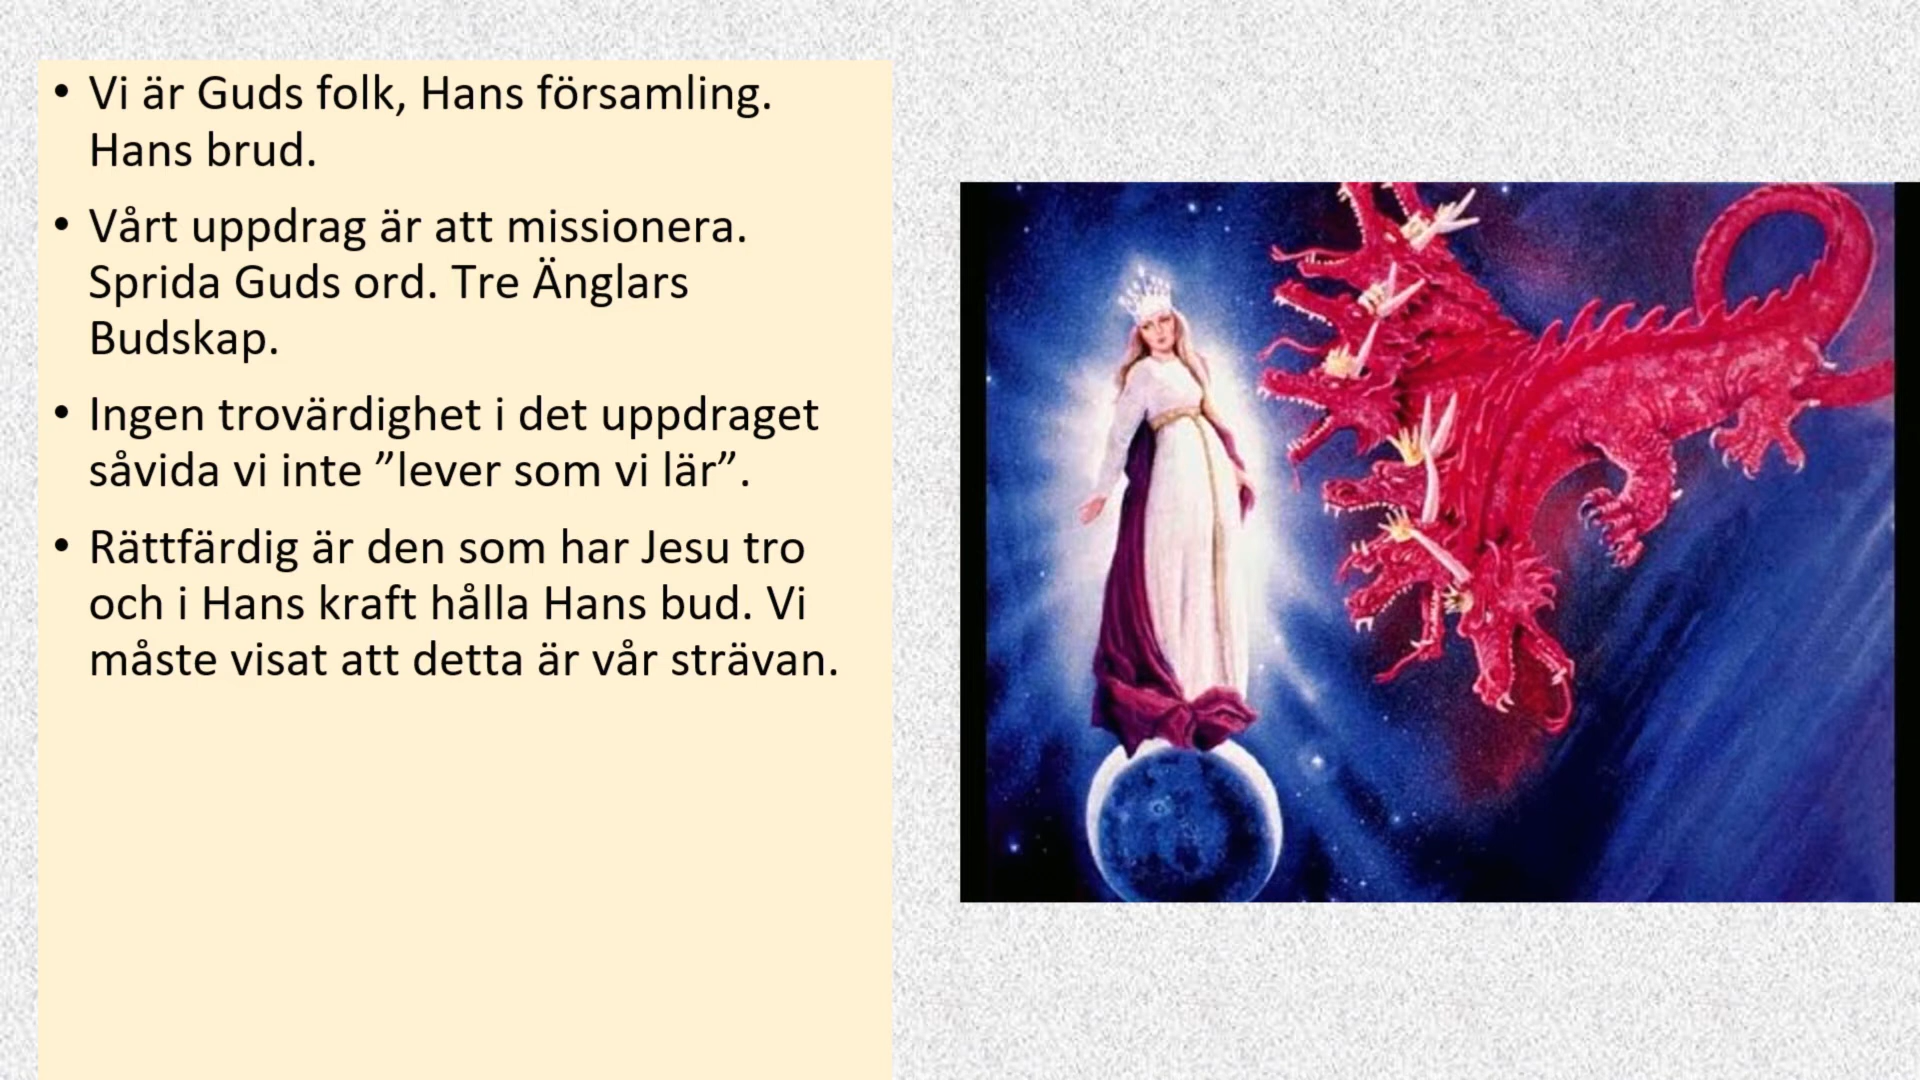 • Vi är Guds folk, Hans församling.
Hans brud.
• Vårt uppdrag är att missionera.
Sprida Guds ord. Tre Änglars
Budskap.
• Ingen trovärdighet i det uppdraget
såvida vi inte ”lever som vi lär”.
• Rättfärdig är den som har Jesu tro
och i Hans kraft hålla Hans bud. Vi
måste visat att detta är vår strävan.